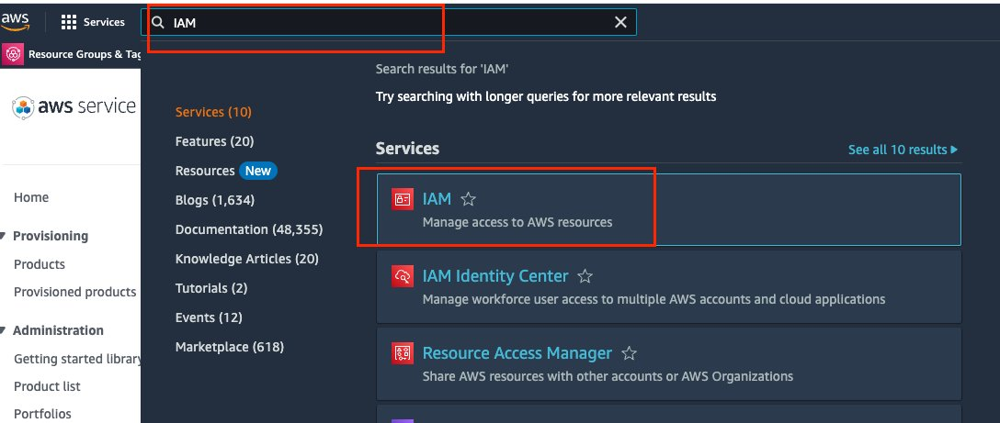 aws
Services
IAM
Resource Groups & Tag
aws service
Home
Provisioning
Products
Provisioned products
Administration
Getting started library
Product list
Portfolios
Services (10)
Features (20)
Resources New
Blogs (1,634)
Documentation (48,355)
Knowledge Articles (20)
Tutorials (2)
Events (12)
Marketplace (618)
Search results for 'IAM'
Try searching with longer queries for more relevant results
Services
See all 10 results
IAM
Manage access to AWS resources
IAM Identity Center
Manage workforce user access to multiple AWS accounts and cloud applications
Resource Access Manager
Share AWS resources with other accounts or AWS Organizations